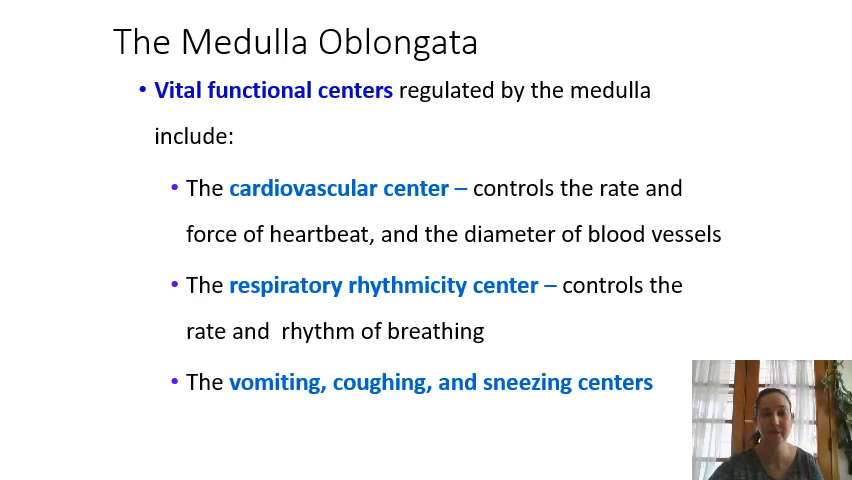 The Medulla Oblongata
• Vital functional centers regulated by the medulla
include:
• The cardiovascular center – controls the rate and
force of heartbeat, and the diameter of blood vessels
• The respiratory rhythmicity center – controls the
rate and rhythm of breathing
• The vomiting, coughing, and sneezing centers